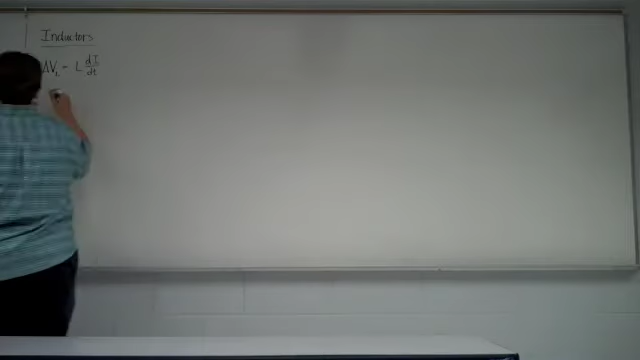 Inductors
ΔV_L = L dI/dt